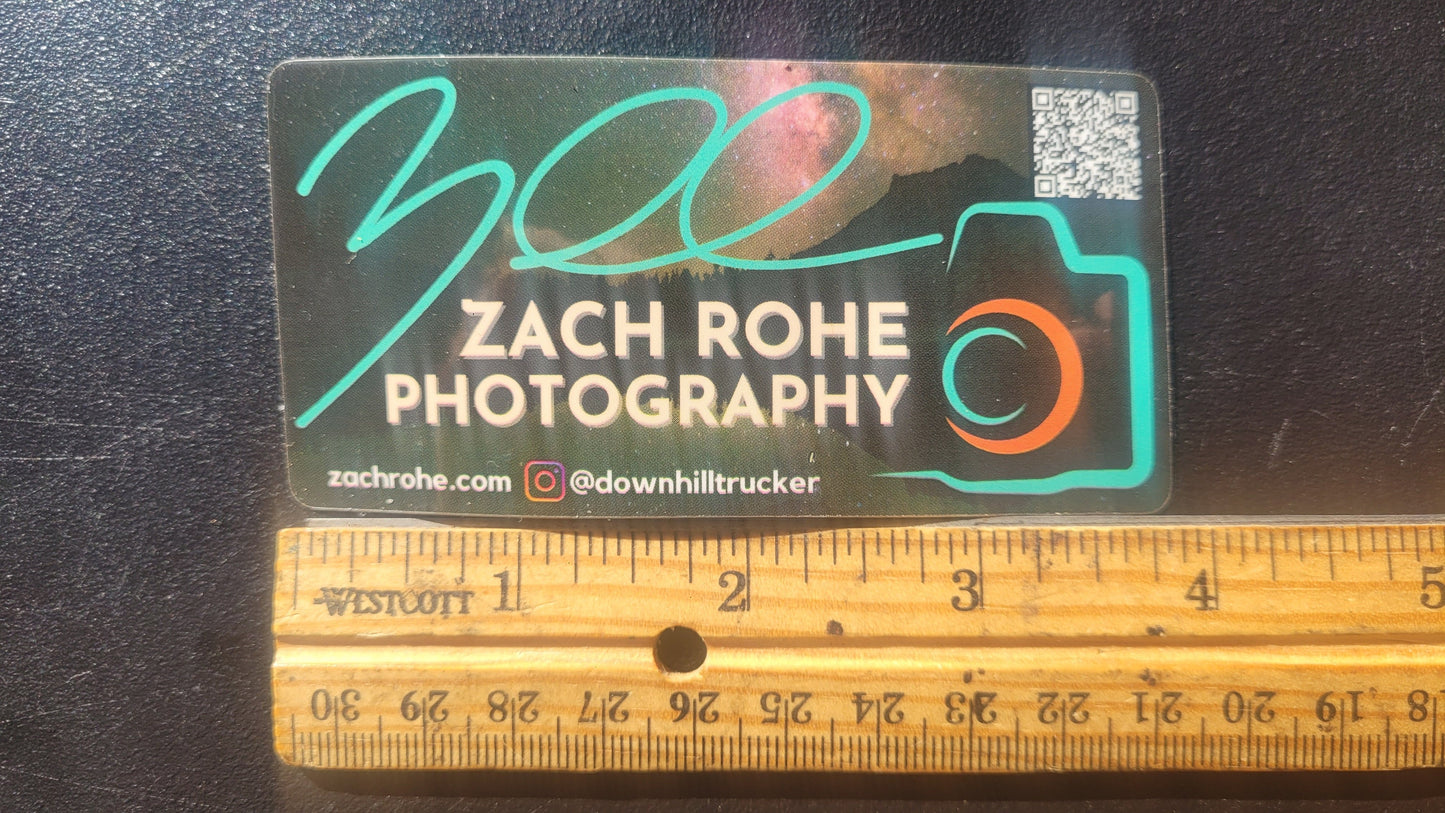 ZACH ROHE
PHOTOGRAPHY
zachrohe.com @downhilltrucker
WESTCOTT 1 2 3 4 5
30 29 28 27 26 25 24 23 22 21 20 19 18